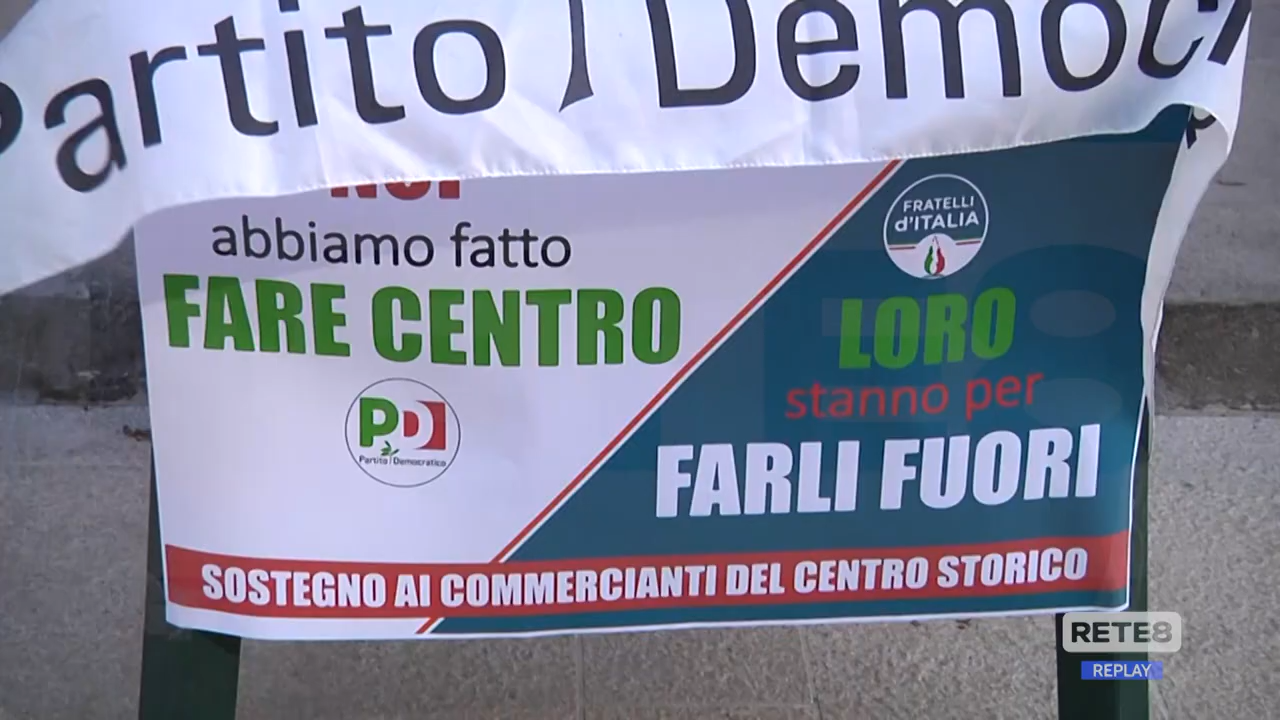 Partito Democ
NOI
abbiamo fatto
FARE CENTRO
PD
Partito Democratico
FRATELLI
d'ITALIA
LORO
stanno per
FARLI FUORI
SOSTEGNO AI COMMERCIANTI DEL CENTRO STORICO
RETE8
REPLAY